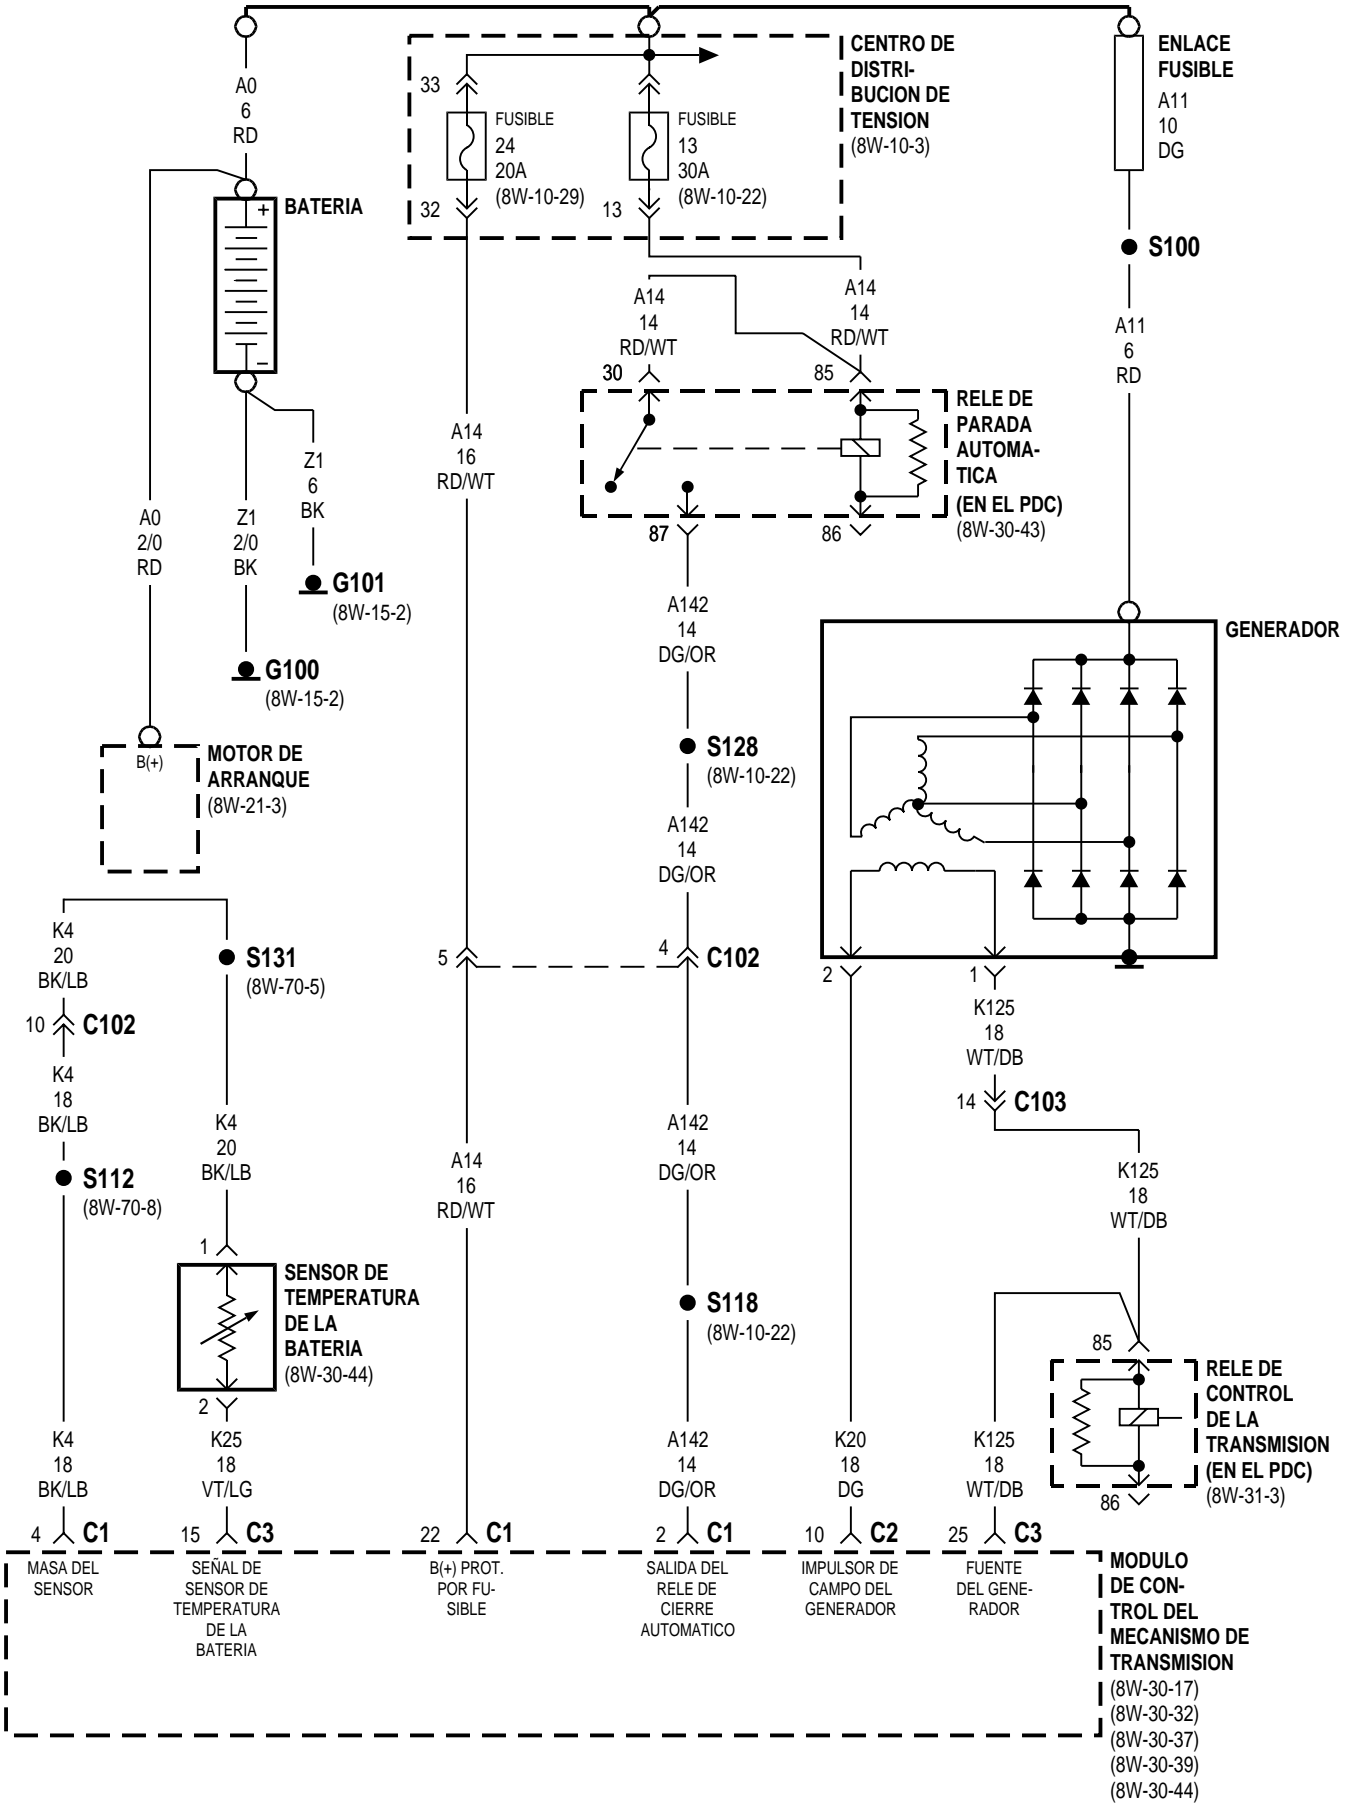 CENTRO DE
DISTRI-
BUCION DE
TENSION
(8W-10-3)
ENLACE
FUSIBLE
A11
10
DG
A0
6
RD
33
FUSIBLE
24
20A
(8W-10-29)
32
FUSIBLE
13
30A
(8W-10-22)
13
+
BATERIA
–
S100
A14
14
RD/WT
30
A14
14
RD/WT
85
A11
6
RD
RELE DE
PARADA
AUTOMA-
TICA
(EN EL PDC)
(8W-30-43)
87
86
A14
16
RD/WT
Z1
6
BK
A0
2/0
RD
Z1
2/0
BK
G101
(8W-15-2)
G100
(8W-15-2)
A142
14
DG/OR
GENERADOR
B(+)
MOTOR DE
ARRANQUE
(8W-21-3)
S128
(8W-10-22)
A142
14
DG/OR
K4
20
BK/LB
S131
(8W-70-5)
5
4
C102
2
1
10
C102
K125
18
WT/DB
K4
18
BK/LB
14
C103
S112
(8W-70-8)
K4
20
BK/LB
A14
16
RD/WT
A142
14
DG/OR
K125
18
WT/DB
1
SENSOR DE
TEMPERATURA
DE LA
BATERIA
(8W-30-44)
2
S118
(8W-10-22)
85
RELE DE
CONTROL
DE LA
TRANSMISION
(EN EL PDC)
(8W-31-3)
86
K4
18
BK/LB
K25
18
VT/LG
A142
14
DG/OR
K20
18
DG
K125
18
WT/DB
4
C1
15
C3
22
C1
2
C1
10
C2
25
C3
MASA DEL
SENSOR
SEÑAL DE
SENSOR DE
TEMPERATURA
DE LA
BATERIA
B(+) PROT.
POR FU-
SIBLE
SALIDA DEL
RELE DE
CIERRE
AUTOMATICO
IMPULSOR DE
CAMPO DEL
GENERADOR
FUENTE
DEL GENE-
RADOR
MODULO
DE CON-
TROL DEL
MECANISMO DE
TRANSMISION
(8W-30-17)
(8W-30-32)
(8W-30-37)
(8W-30-39)
(8W-30-44)